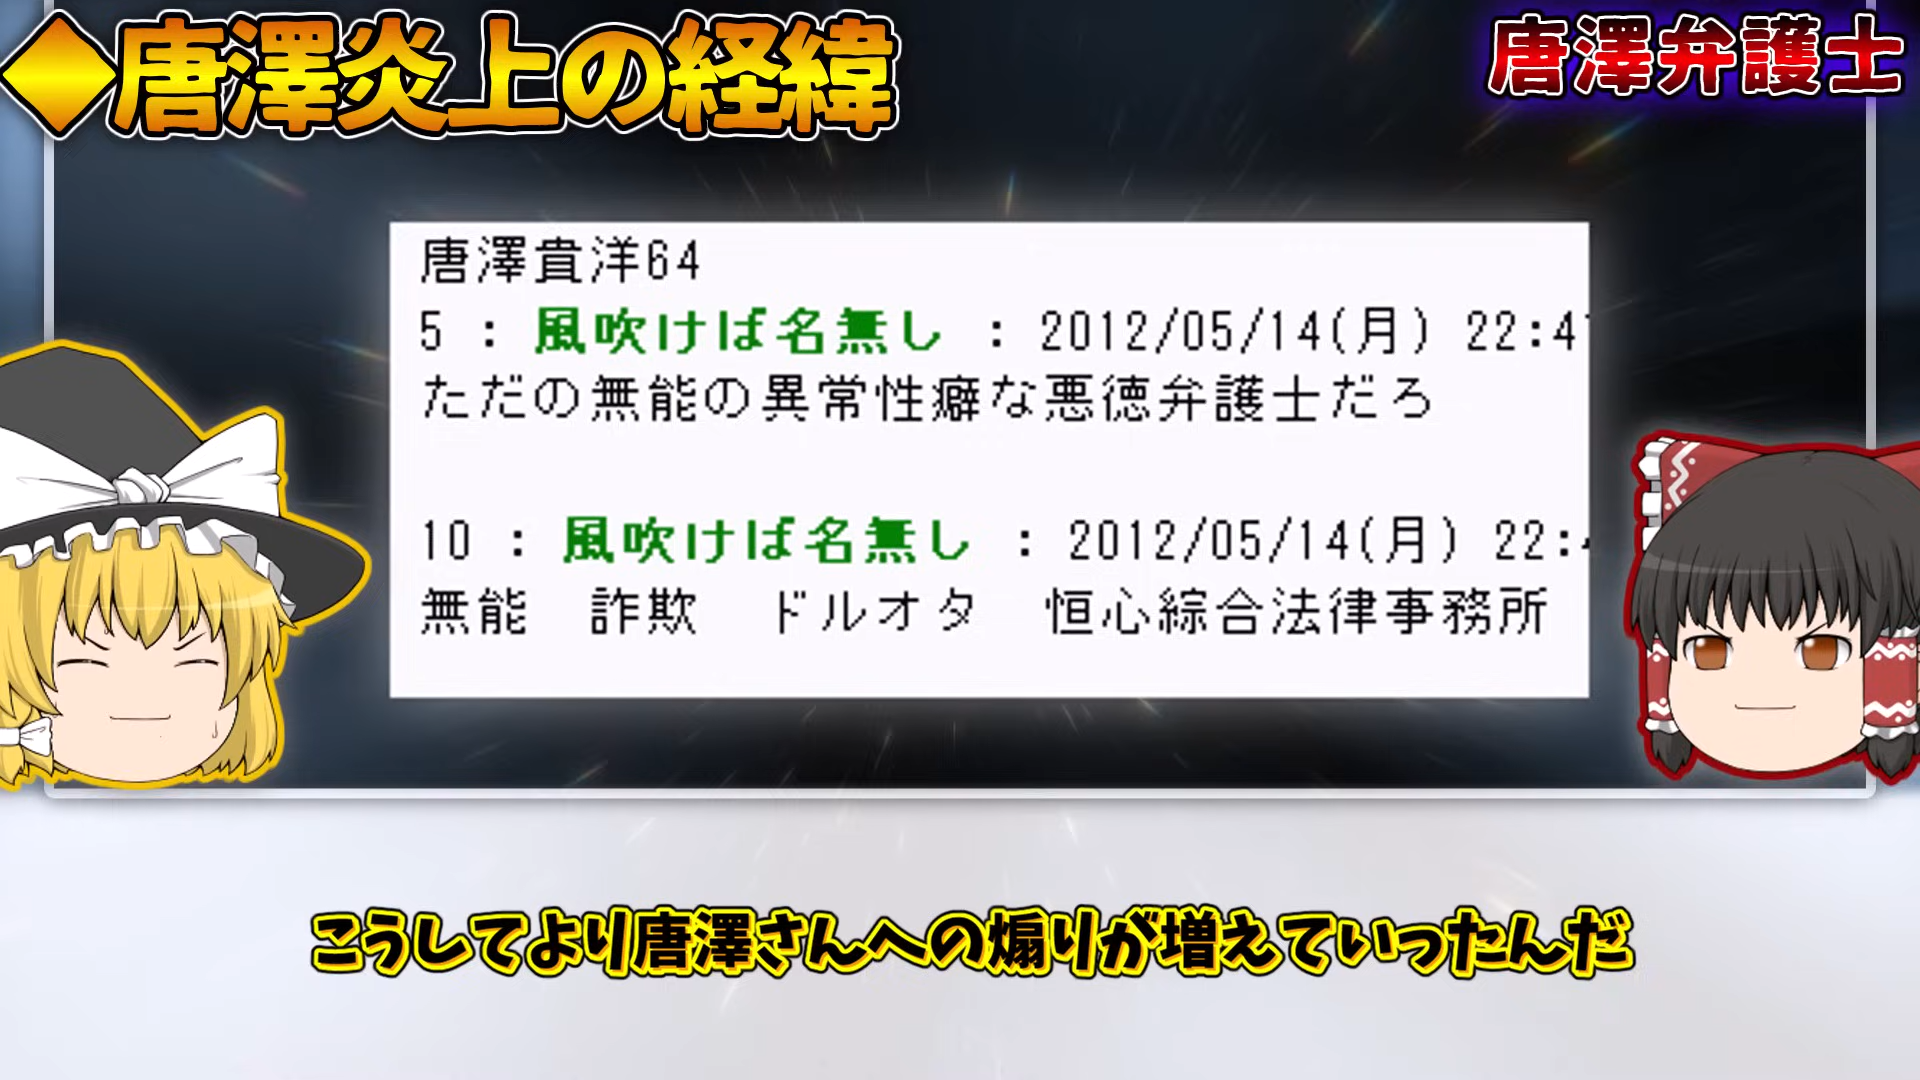 ◆唐澤炎上の経緯
唐澤弁護士
唐澤貴洋64
5 : 風吹けば名無し : 2012/05/14(月) 22:4
ただの無能の異常性癖な悪徳弁護士だろ
10 : 風吹けば名無し : 2012/05/14(月) 22:
無能 詐欺 ドルオタ 恒心綜合法律事務所
こうしてより唐澤さんへの煽りが増えていったんだ